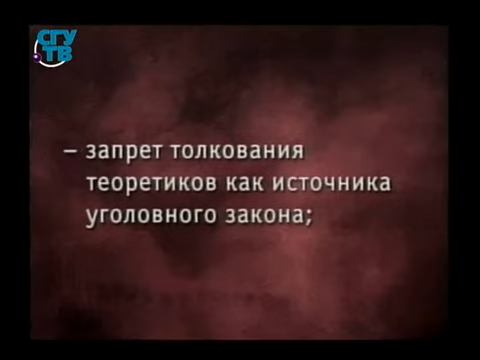 СГУ
ТВ
– запрет толкования
теоретиков как источника
уголовного закона;